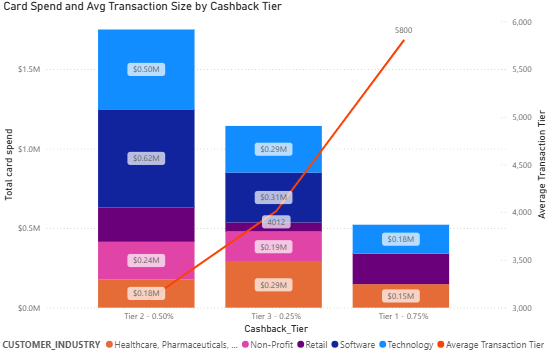 Card Spend and Avg Transaction Size by Cashback Tier
6,000
5800
$0.50M
$1.5M
5,500
$0.62M
$0.29M
5,000
$1.0M
4,500
$0.31M
4012
4,000
$0.5M
$0.24M
$0.19M
$0.18M
3,500
$0.18M
$0.29M
$0.15M
$0.0M
3,000
Tier 2 - 0.50%
Tier 3 - 0.25%
Tier 1 - 0.75%
Cashback_Tier
Total card spend
Average Transaction Tier
CUSTOMER_INDUSTRY Healthcare, Pharmaceuticals, ... Non-Profit Retail Software Technology Average Transaction Tier